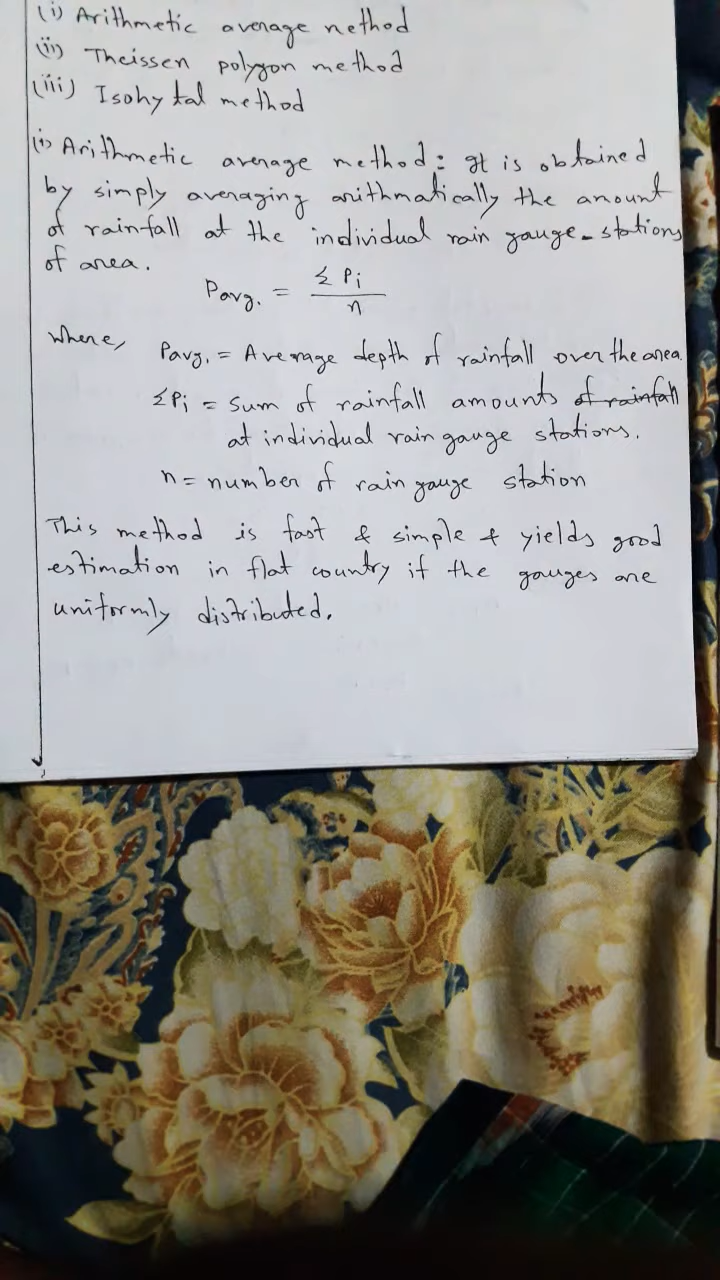 (i) Arithmetic average method
(ii) Theissen polygon method
(iii) Isohytal method
(i) Arithmetic average method: It is obtained
by simply averaging arithmatically the amount
of rainfall at the individual rain gauge-stations
of area.
Pavg. = Σ Pi / n
Where,
Pavg. = Average depth of rainfall over the area.
ΣPi = Sum of rainfall amounts of rainfall
at individual rain gauge stations.
n = number of rain gauge station
This method is fast & simple & yields good
estimation in flat country if the gauges are
uniformly distributed.